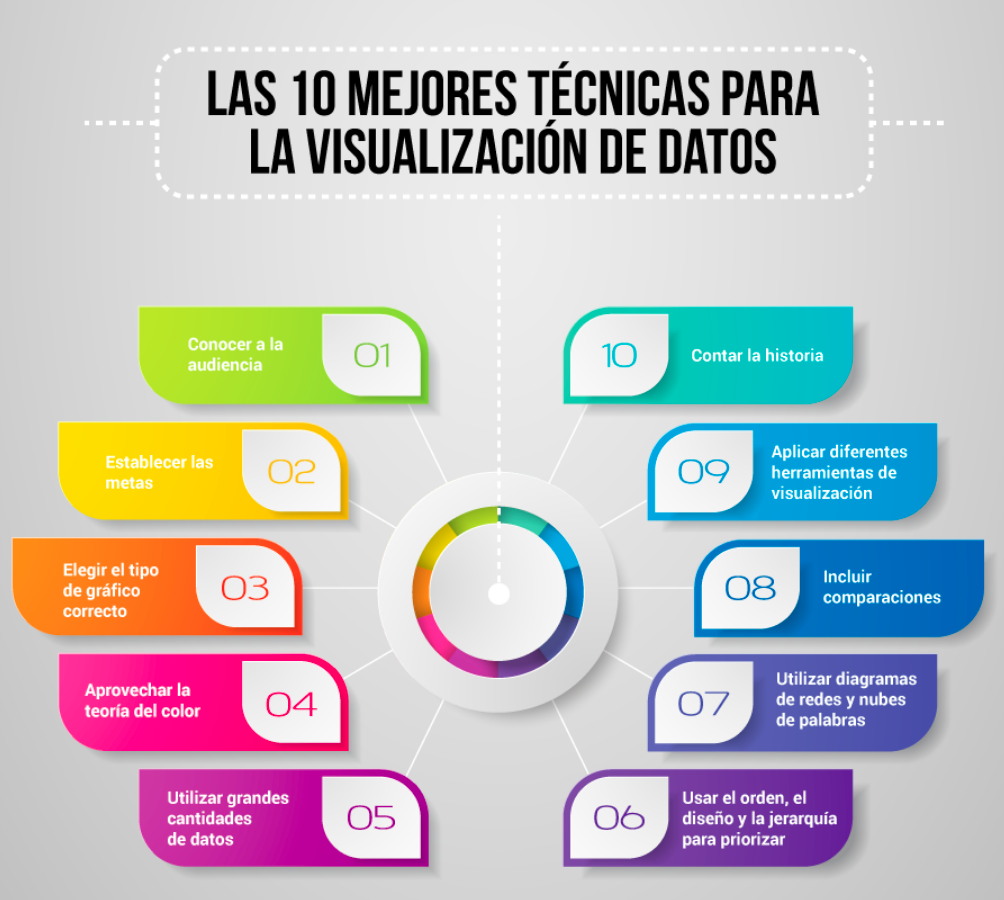 LAS 10 MEJORES TÉCNICAS PARA
LA VISUALIZACIÓN DE DATOS
Conocer a la
audiencia
01
Establecer las
metas
02
Elegir el tipo
de gráfico
correcto
03
Aprovechar la
teoría del color
04
Utilizar grandes
cantidades
de datos
05
Usar el orden, el
diseño y la jerarquía
para priorizar
06
Utilizar diagramas
de redes y nubes
de palabras
07
Incluir
comparaciones
08
Aplicar diferentes
herramientas de
visualización
09
Contar la historia
10